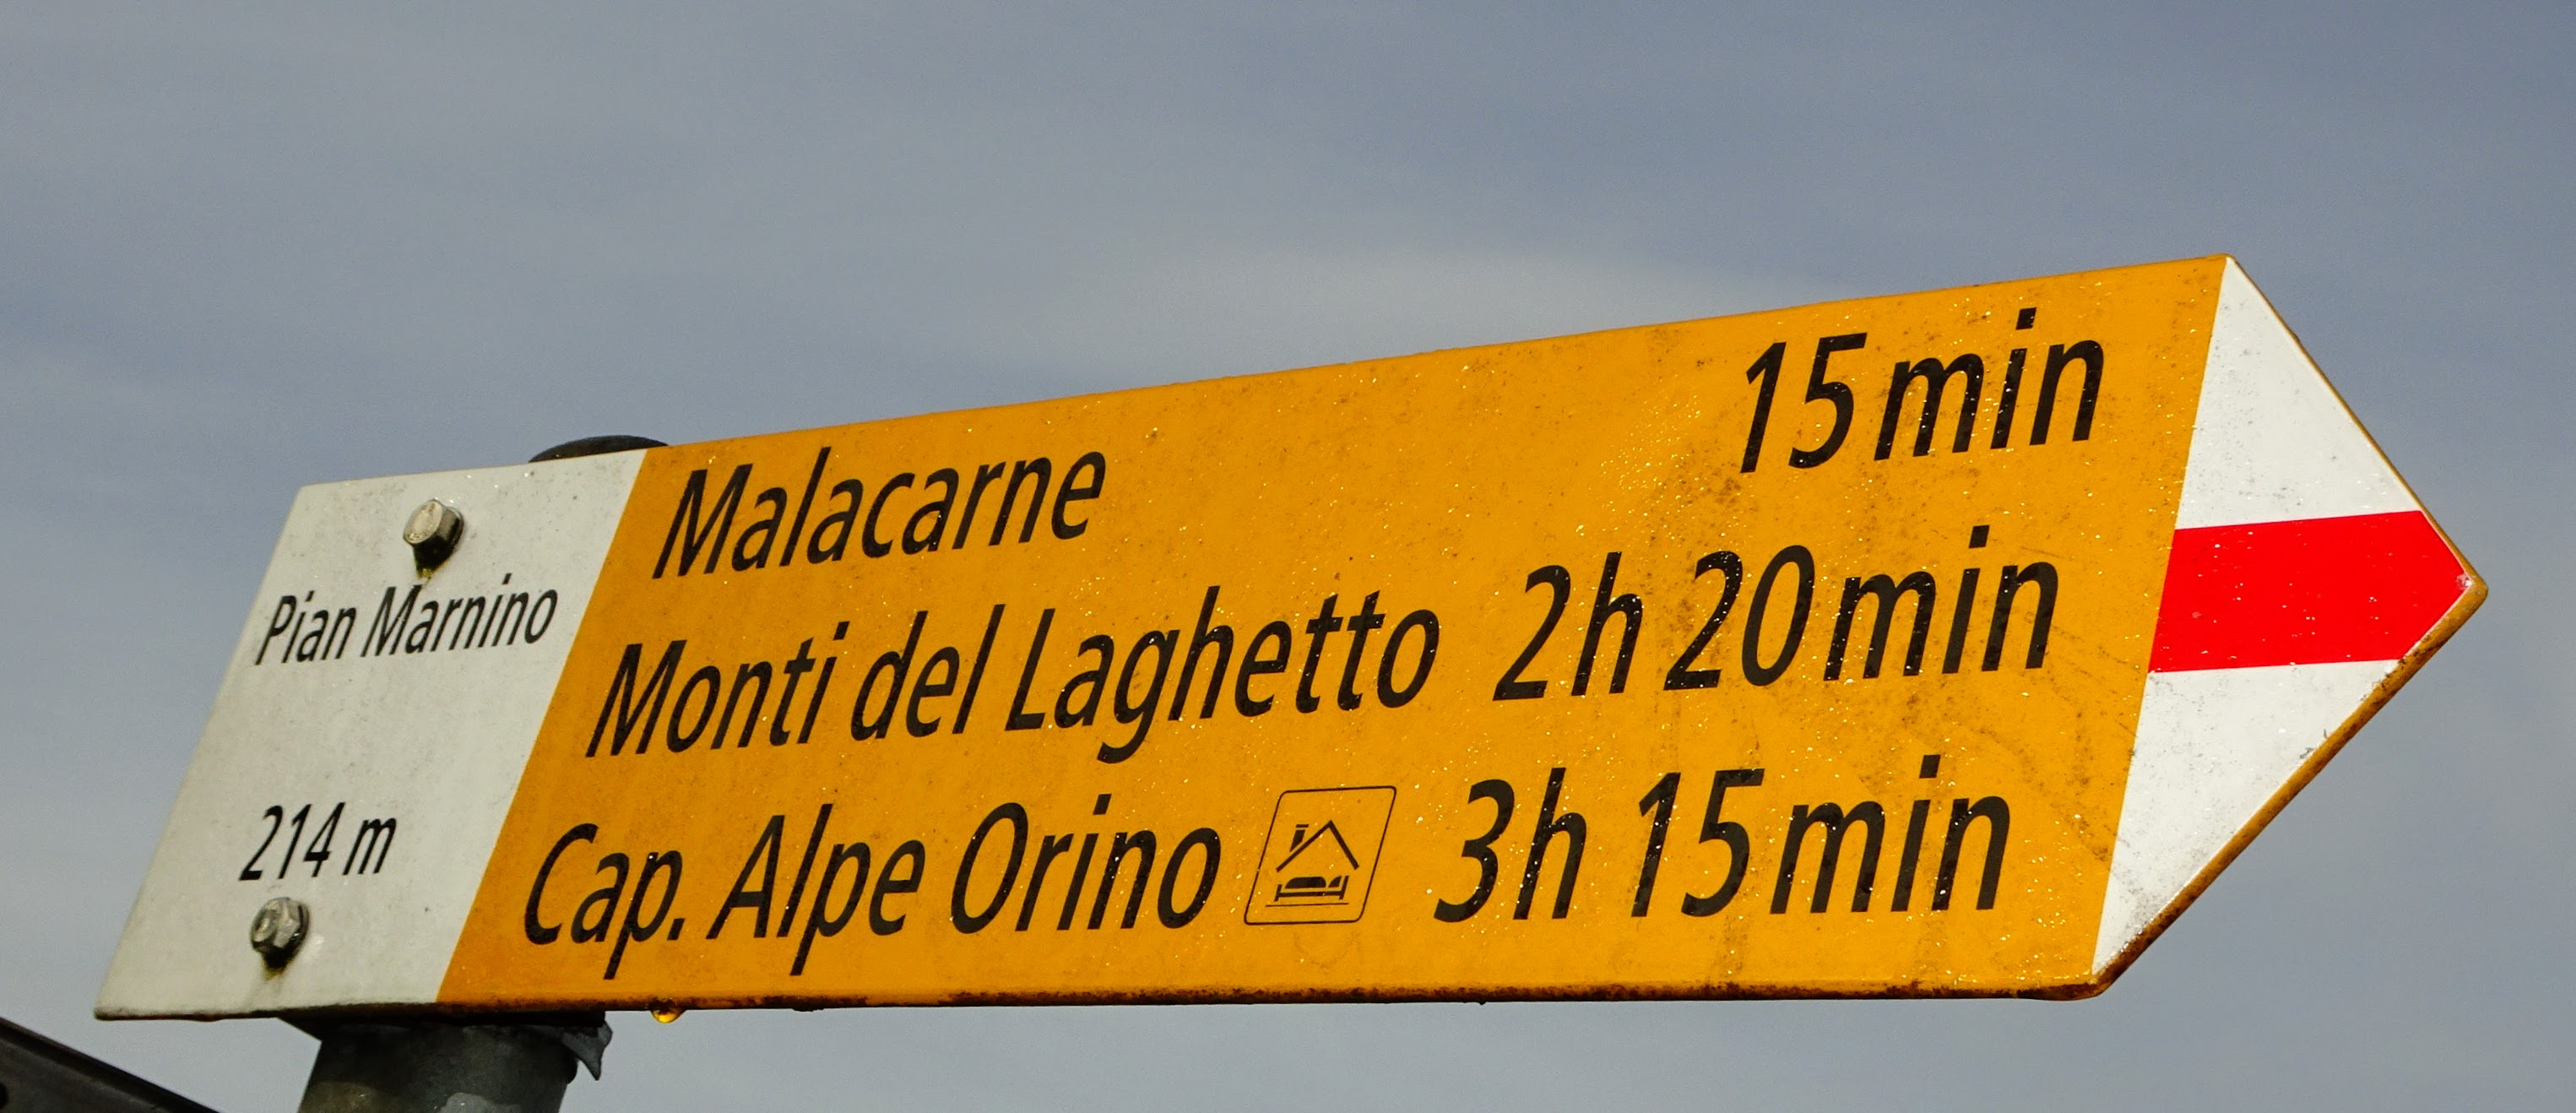 Pian Marnino
214 m
Malacarne 15 min
Monti del Laghetto 2h 20 min
Cap. Alpe Orino 3h 15 min